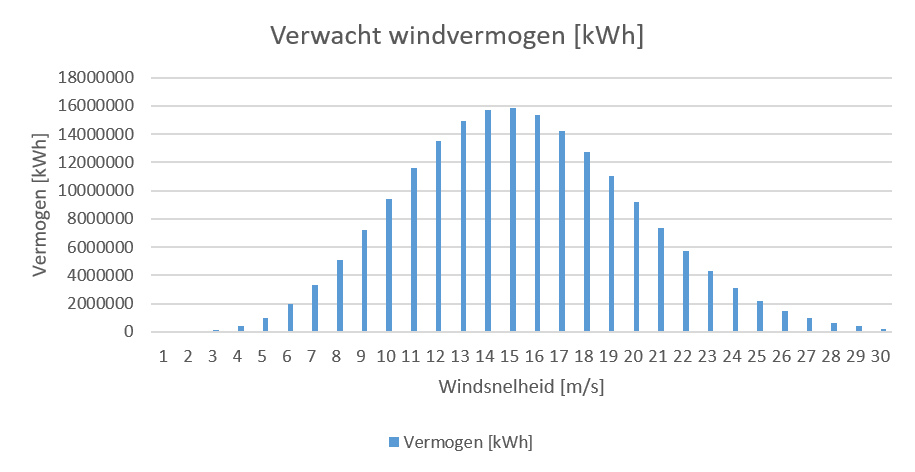 Verwacht windvermogen [kWh]
Vermogen [kWh]
18000000
16000000
14000000
12000000
10000000
8000000
6000000
4000000
2000000
0
1 2 3 4 5 6 7 8 9 10 11 12 13 14 15 16 17 18 19 20 21 22 23 24 25 26 27 28 29 30
Windsnelheid [m/s]
Vermogen [kWh]